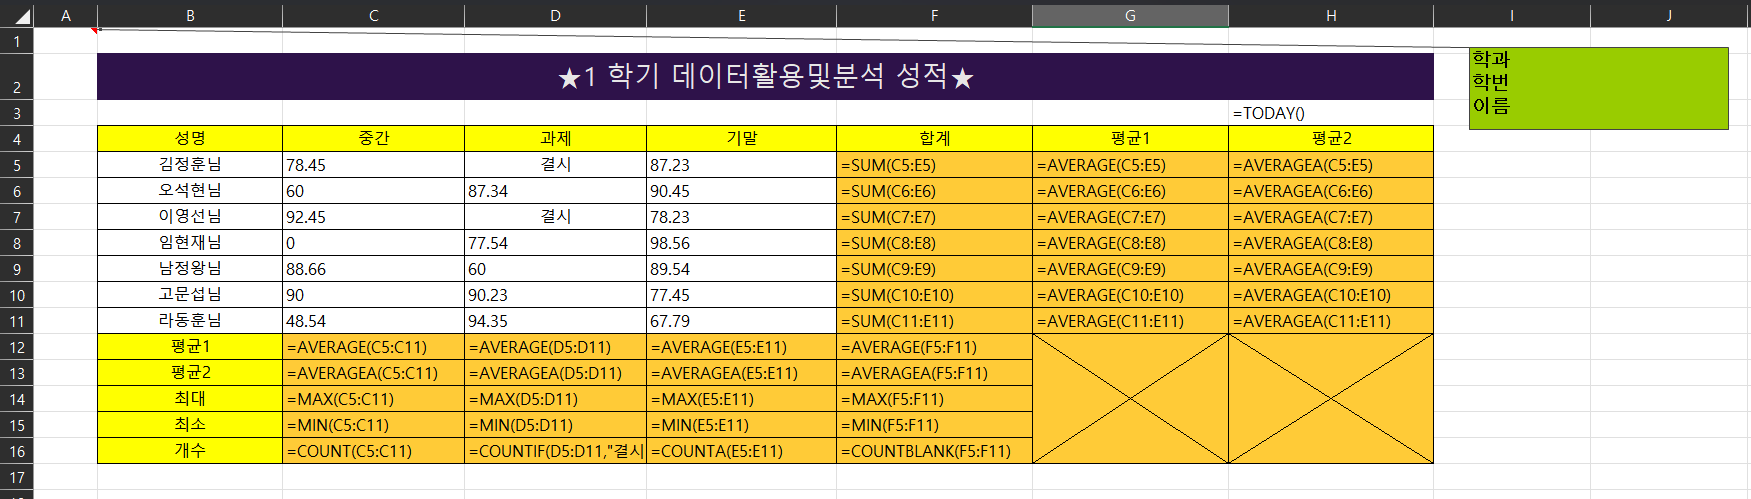 A B C D E F G H I J
1
2 ★1 학기 데이터활용및분석 성적★
학과
학번
이름
3 =TODAY()
4 성명 중간 과제 기말 합계 평균1 평균2
5 김정훈님 78.45 결시 87.23 =SUM(C5:E5) =AVERAGE(C5:E5) =AVERAGEA(C5:E5)
6 오석현님 60 87.34 90.45 =SUM(C6:E6) =AVERAGE(C6:E6) =AVERAGEA(C6:E6)
7 이영선님 92.45 결시 78.23 =SUM(C7:E7) =AVERAGE(C7:E7) =AVERAGEA(C7:E7)
8 임현재님 0 77.54 98.56 =SUM(C8:E8) =AVERAGE(C8:E8) =AVERAGEA(C8:E8)
9 남정왕님 88.66 60 89.54 =SUM(C9:E9) =AVERAGE(C9:E9) =AVERAGEA(C9:E9)
10 고문섭님 90 90.23 77.45 =SUM(C10:E10) =AVERAGE(C10:E10) =AVERAGEA(C10:E10)
11 라동훈님 48.54 94.35 67.79 =SUM(C11:E11) =AVERAGE(C11:E11) =AVERAGEA(C11:E11)
12 평균1 =AVERAGE(C5:C11) =AVERAGE(D5:D11) =AVERAGE(E5:E11) =AVERAGE(F5:F11)
13 평균2 =AVERAGEA(C5:C11) =AVERAGEA(D5:D11) =AVERAGEA(E5:E11) =AVERAGEA(F5:F11)
14 최대 =MAX(C5:C11) =MAX(D5:D11) =MAX(E5:E11) =MAX(F5:F11)
15 최소 =MIN(C5:C11) =MIN(D5:D11) =MIN(E5:E11) =MIN(F5:F11)
16 개수 =COUNT(C5:C11) =COUNTIF(D5:D11,"결시 =COUNTA(E5:E11) =COUNTBLANK(F5:F11)
17